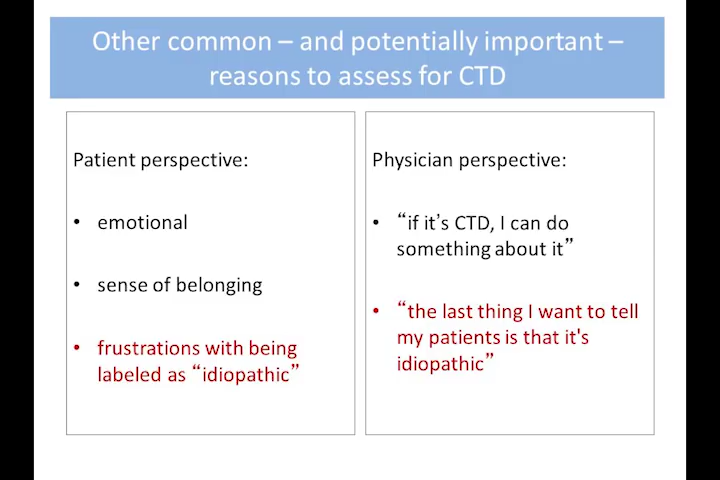 Other common – and potentially important –
reasons to assess for CTD
Patient perspective:
• emotional
• sense of belonging
• frustrations with being
labeled as “idiopathic”
Physician perspective:
• “if it’s CTD, I can do
something about it”
• “the last thing I want to tell
my patients is that it's
idiopathic”